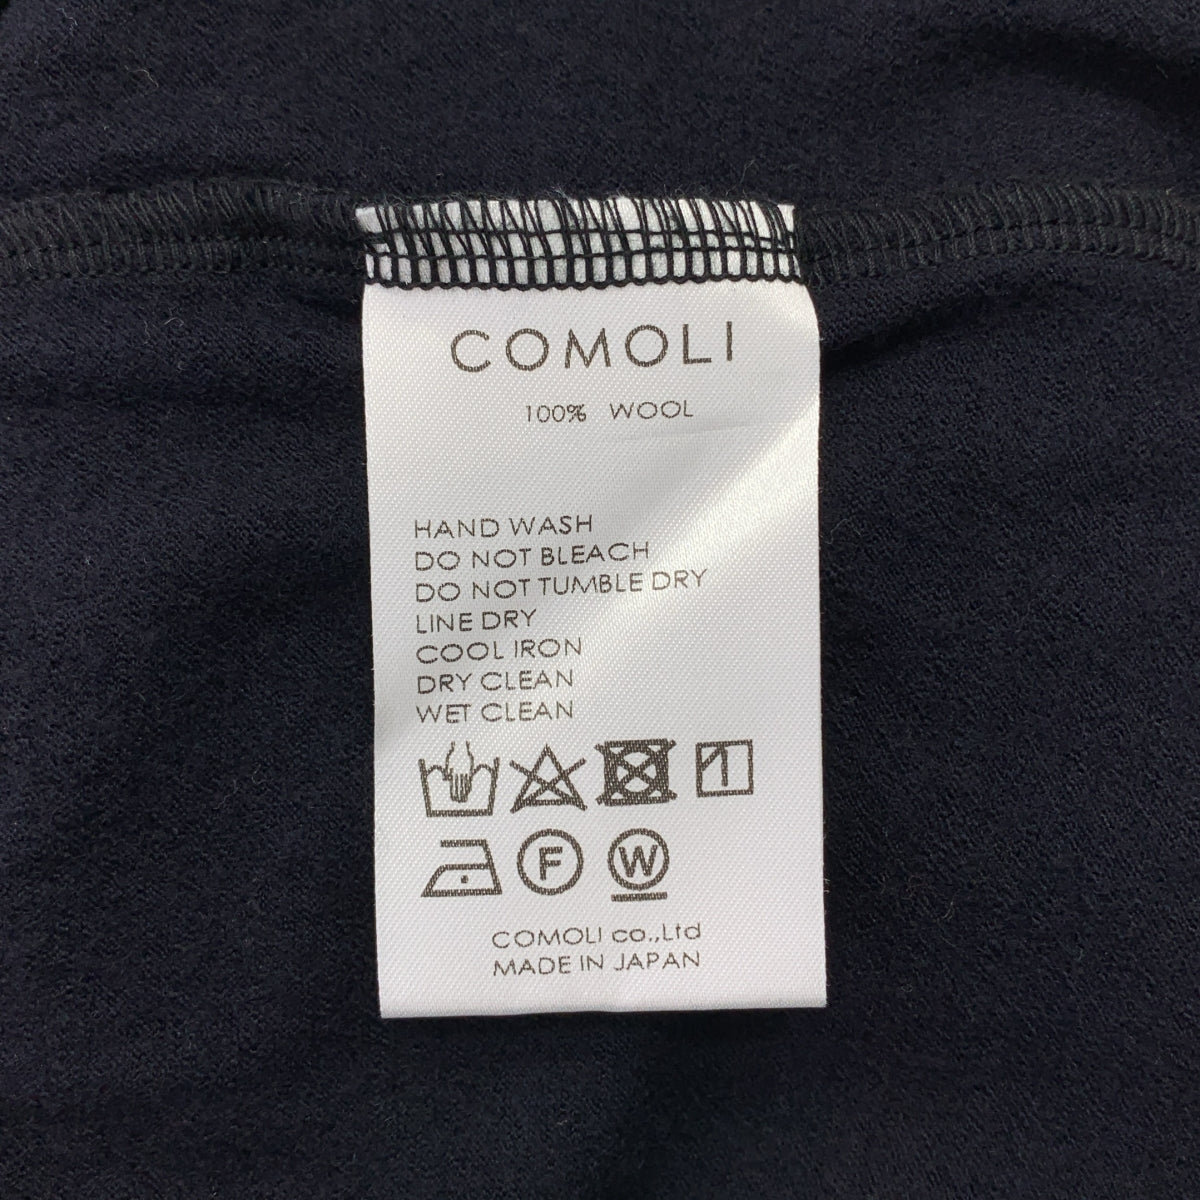 COMOLI
100% WOOL
HAND WASH
DO NOT BLEACH
DO NOT TUMBLE DRY
LINE DRY
COOL IRON
DRY CLEAN
WET CLEAN
F W
COMOLI co.,Ltd
MADE IN JAPAN